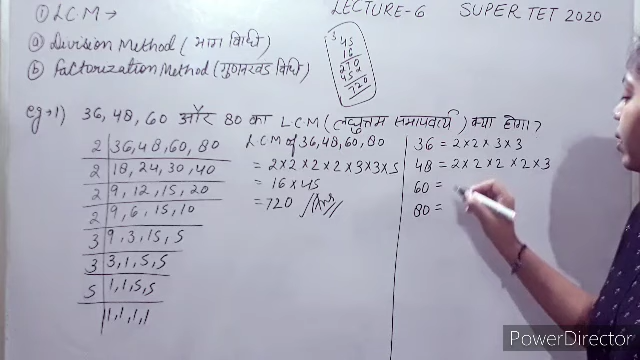 ① L.C.M →
LECTURE-6 SUPER TET 2020
ⓐ Division Method (भाग विधि)
ⓑ Factorization Method (गुणनखंड विधि)
3
45
16
270
45x
720
eg→1) 36, 48, 60 और 80 का L.C.M (लघुत्तम समापवर्त्य) क्या होगा?
2 | 36, 48, 60, 80
2 | 18, 24, 30, 40
2 | 9, 12, 15, 20
2 | 9, 6, 15, 10
3 | 9, 3, 15, 5
3 | 3, 1, 5, 5
5 | 1, 1, 5, 5
| 1, 1, 1, 1
LCM of 36, 48, 60, 80
= 2×2×2×2×3×3×5
= 16×45
= 720 Ans
36 = 2×2×3×3
48 = 2×2×2×2×3
60 =
80 =
PowerDirector